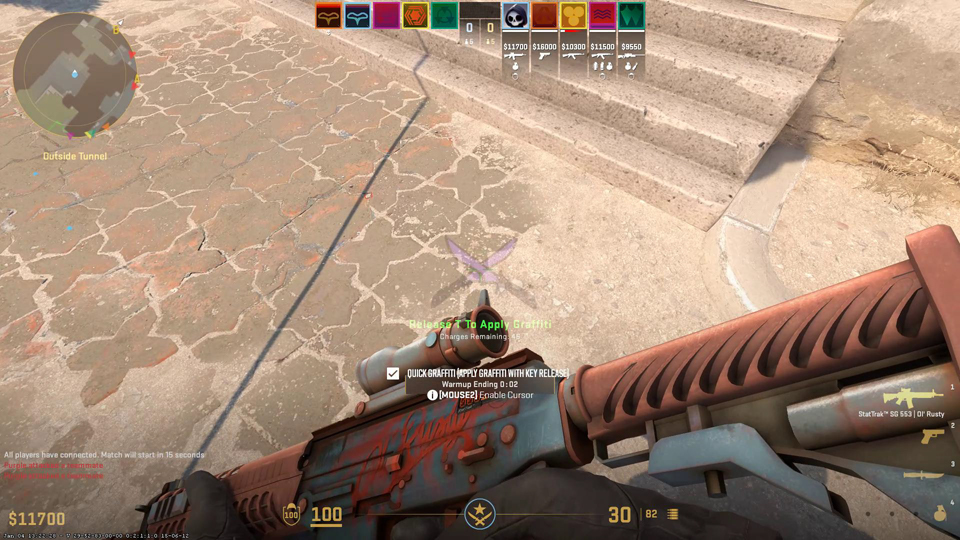 B
0 0
15 15
$11700 $16000 $10300 $11500 $9550
A
Outside Tunnel
Release T To Apply Graffiti
Charges Remaining:
QUICK GRAFFITI (APPLY GRAFFITI WITH KEY RELEASE)
Warmup Ending 0:02
[MOUSE2] Enable Cursor
1
StatTrak™ SG 553 | Ol' Rusty
2
3
4
All players have connected. Match will start in 15 seconds
$11700
100
100
30 82